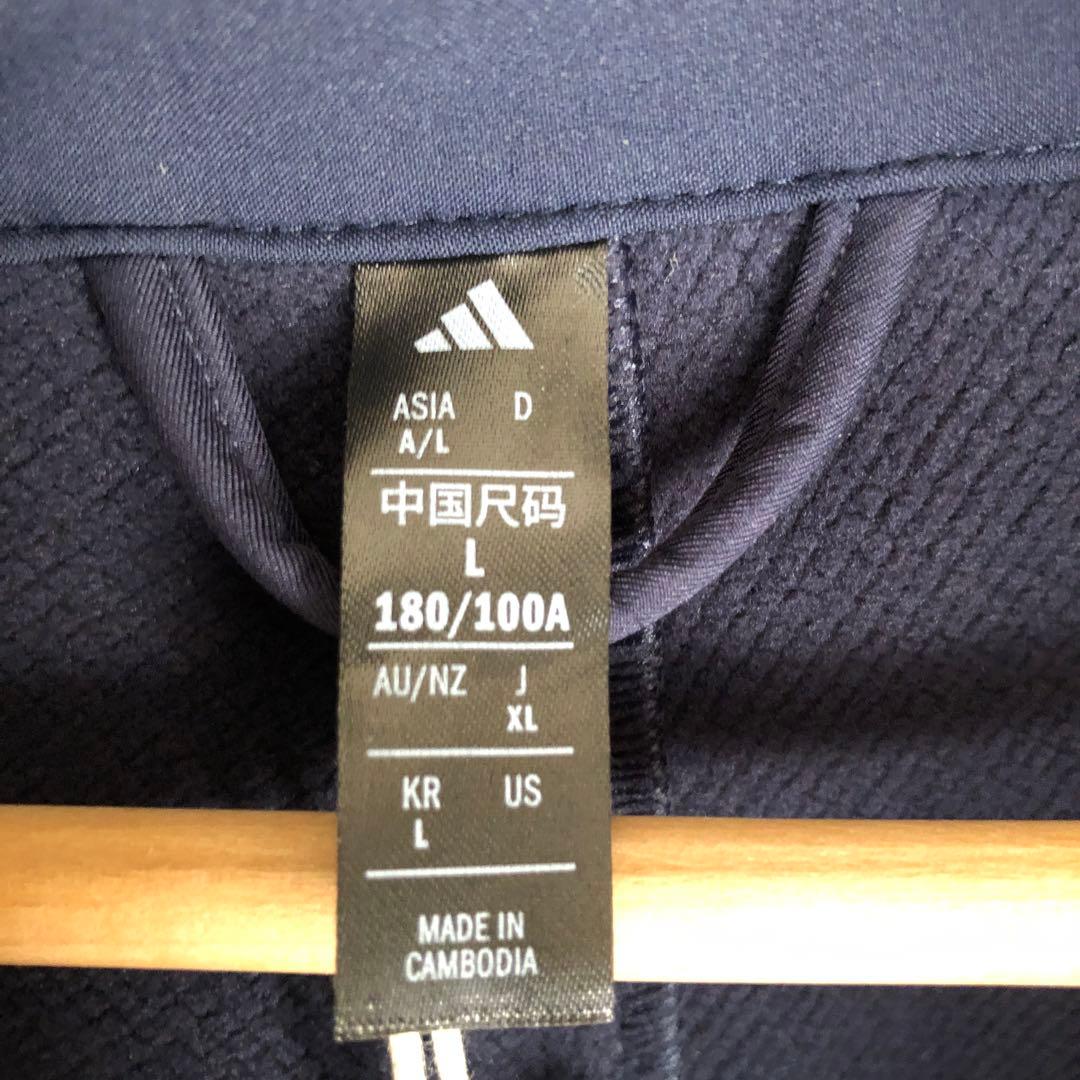 ASIA D
A/L
中国尺码
L
180/100A
AU/NZ J
XL
KR US
L
MADE IN
CAMBODIA